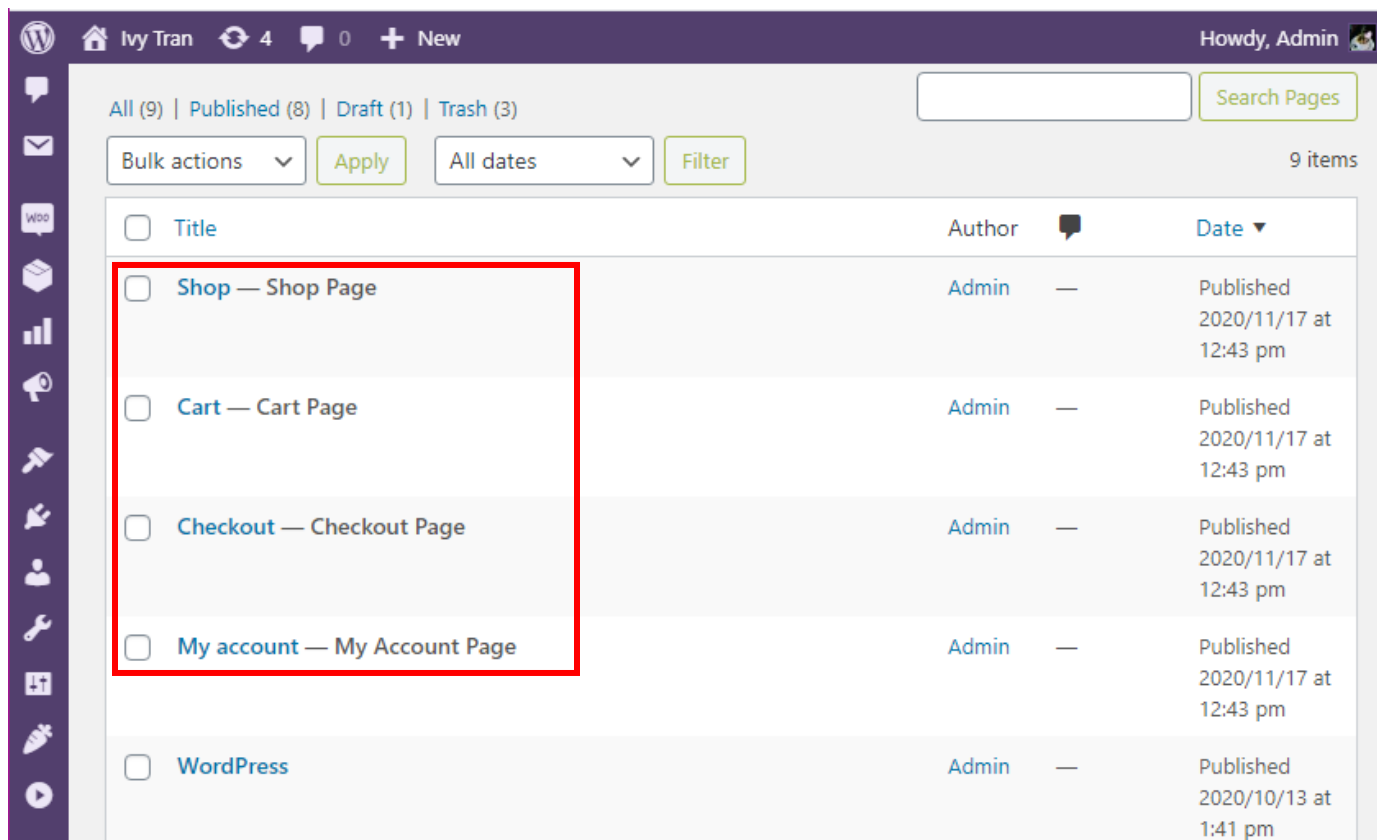 Ivy Tran 4 0 + New Howdy, Admin
All (9) | Published (8) | Draft (1) | Trash (3) Search Pages
Bulk actions Apply All dates Filter 9 items
Woo
Title Author Date ▼
Shop — Shop Page Admin — Published
2020/11/17 at
12:43 pm
Cart — Cart Page Admin — Published
2020/11/17 at
12:43 pm
Checkout — Checkout Page Admin — Published
2020/11/17 at
12:43 pm
My account — My Account Page Admin — Published
2020/11/17 at
12:43 pm
WordPress Admin — Published
2020/10/13 at
1:41 pm